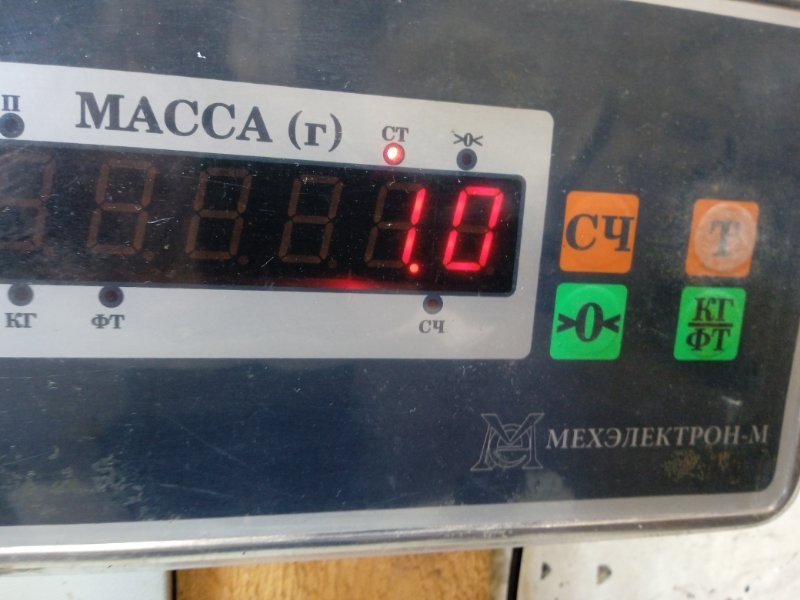 П
МАССА (г)
СТ
>0<
1.0
КГ
ФТ
СЧ
СЧ
Т
>0<
КГ
ФТ
МЕХЭЛЕКТРОН-М